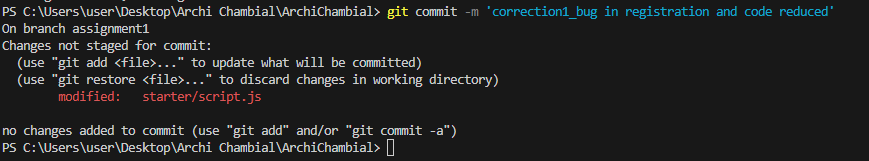 PS C:\Users\user\Desktop\Archi Chambial\ArchiChambial> git commit -m 'correction1_bug in registration and code reduced'
On branch assignment1
Changes not staged for commit:
  (use "git add <file>..." to update what will be committed)
  (use "git restore <file>..." to discard changes in working directory)
        modified:   starter/script.js

no changes added to commit (use "git add" and/or "git commit -a")
PS C:\Users\user\Desktop\Archi Chambial\ArchiChambial>